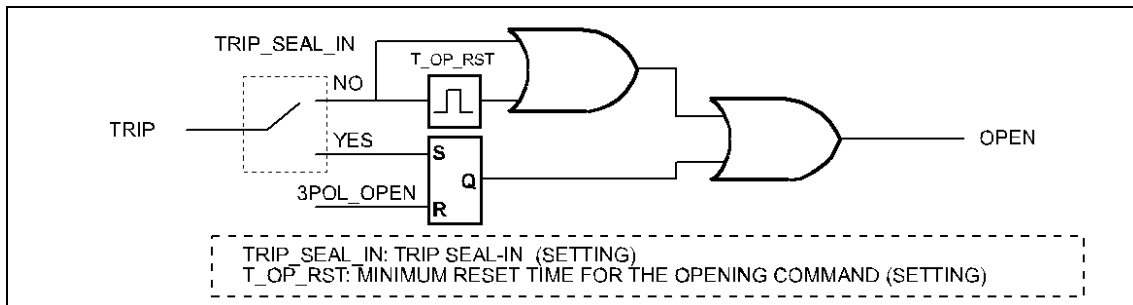 TRIP_SEAL_IN
T_OP_RST
NO
TRIP
OPEN
YES
S
Q
3POL_OPEN
R
TRIP_SEAL_IN: TRIP SEAL-IN (SETTING)
T_OP_RST: MINIMUM RESET TIME FOR THE OPENING COMMAND (SETTING)